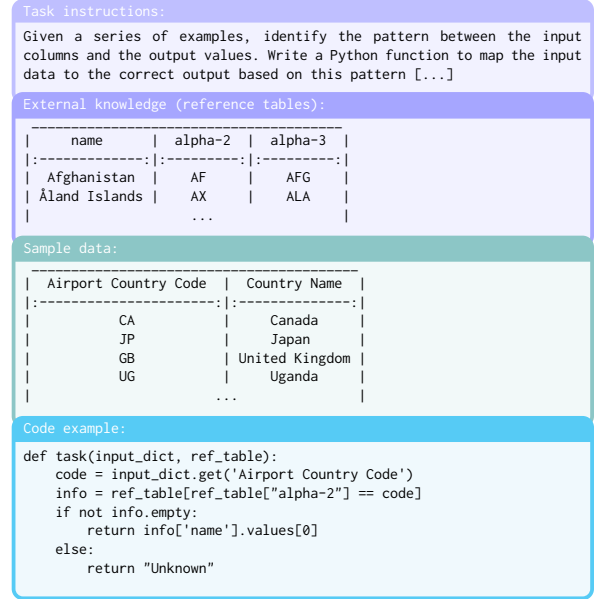 Task instructions:
Given a series of examples, identify the pattern between the input
columns and the output values. Write a Python function to map the input
data to the correct output based on this pattern [...]
External knowledge (reference tables):
_______________________________________
|     name      |  alpha-2  |  alpha-3  |
|:-------------:|:---------:|:---------:|
|  Afghanistan  |    AF     |    AFG    |
| Åland Islands |    AX     |    ALA    |
|                    ...                |
Sample data:
_________________________________________
|  Airport Country Code  |  Country Name  |
|:----------------------:|:--------------:|
|           CA           |     Canada     |
|           JP           |     Japan      |
|           GB           | United Kingdom |
|           UG           |     Uganda     |
|                       ...               |
Code example:
def task(input_dict, ref_table):
    code = input_dict.get('Airport Country Code')
    info = ref_table[ref_table["alpha-2"] == code]
    if not info.empty:
        return info['name'].values[0]
    else:
        return "Unknown"